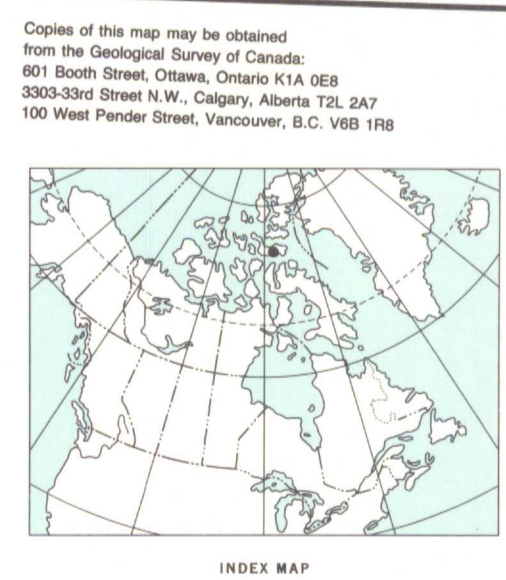 Copies of this map may be obtained
from the Geological Survey of Canada:
601 Booth Street, Ottawa, Ontario K1A 0E8
3303-33rd Street N.W., Calgary, Alberta T2L 2A7
100 West Pender Street, Vancouver, B.C. V6B 1R8
INDEX MAP